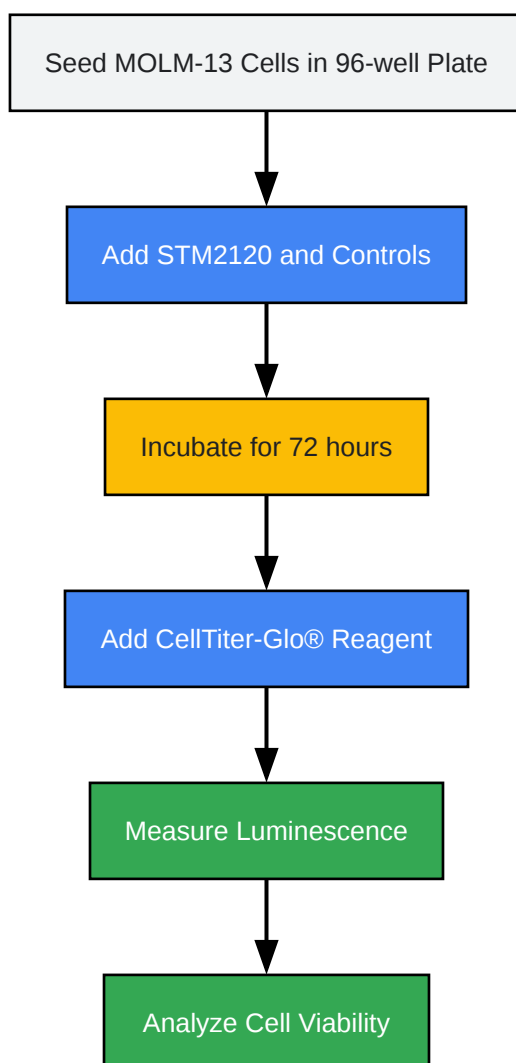 Seed MOLM-13 Cells in 96-well Plate
Add STM2120 and Controls
Incubate for 72 hours
Add CellTiter-Glo® Reagent
Measure Luminescence
Analyze Cell Viability